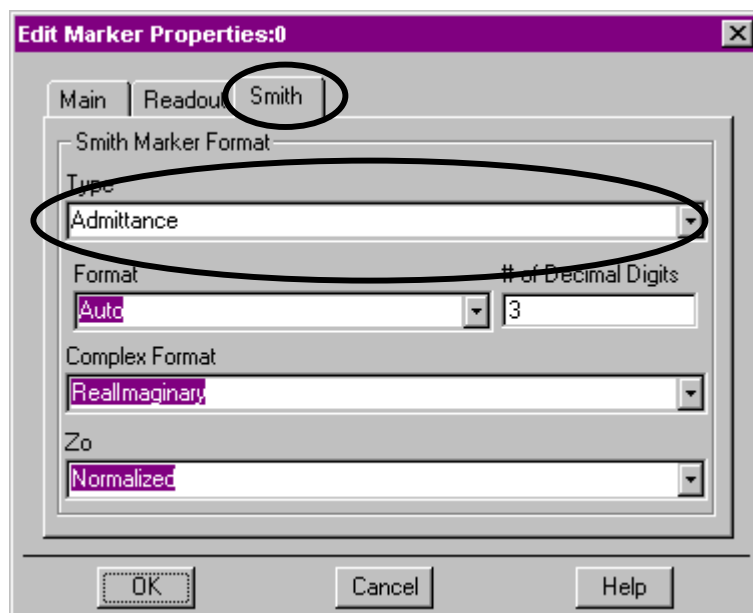 Edit Marker Properties:0
Main Readout Smith
Smith Marker Format
Type
Admittance
Format # of Decimal Digits
Auto 3
Complex Format
RealImaginary
Zo
Normalized
OK Cancel Help